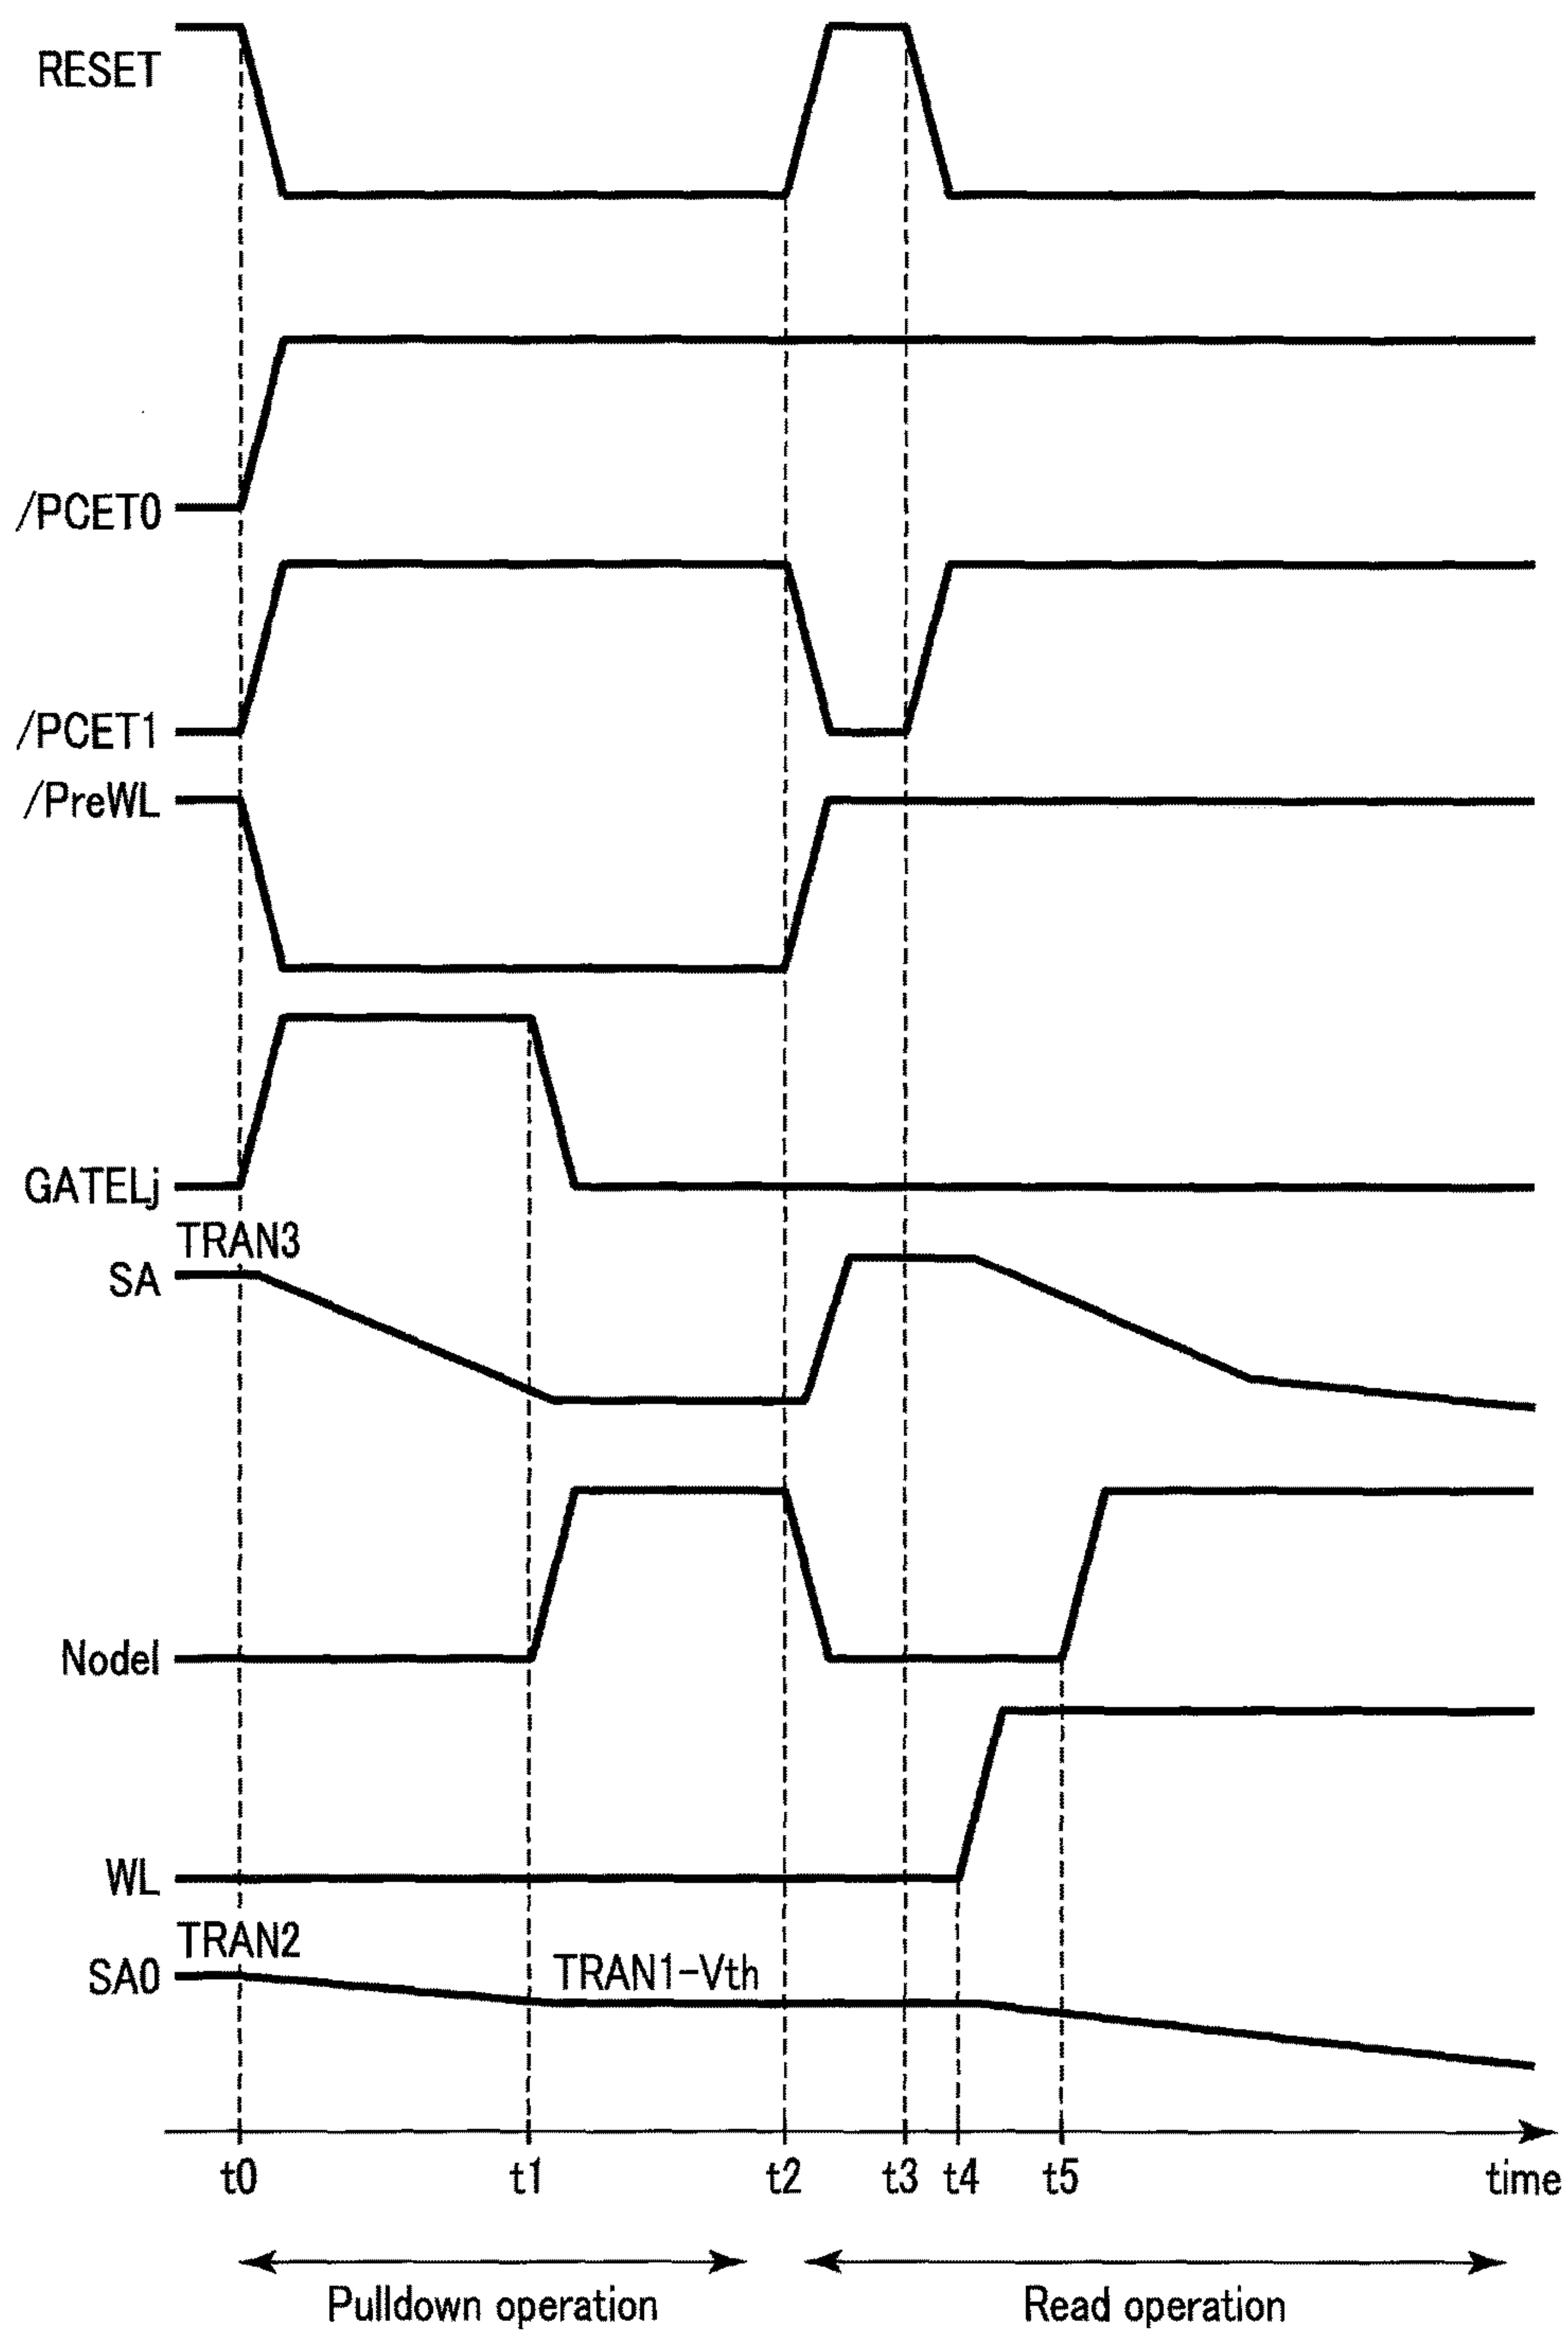 RESET
/PCET0
/PCET1
/PreWL
GATELj
TRAN3
SA
Nodel
WL
TRAN2
SA0
TRAN1-Vth
t0 t1 t2 t3 t4 t5 time
Pulldown operation Read operation